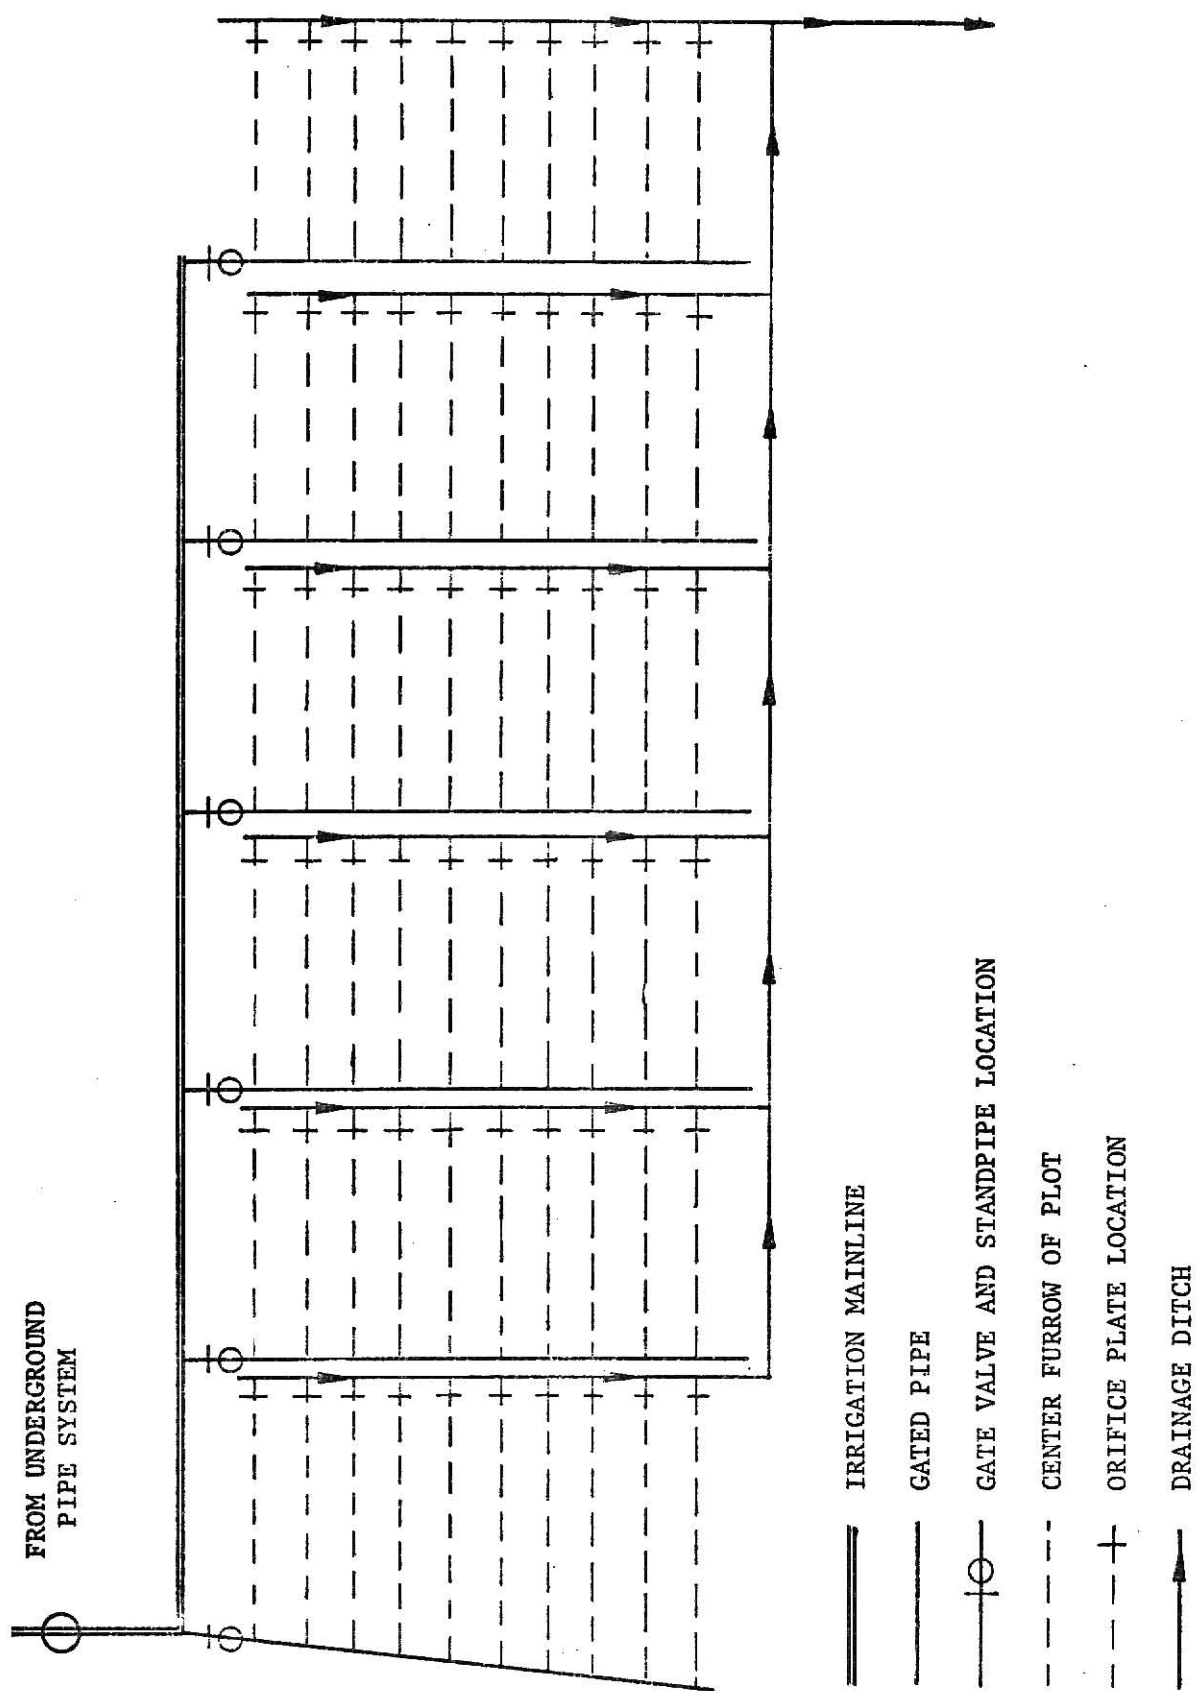 FROM UNDERGROUND
PIPE SYSTEM
IRRIGATION MAINLINE
GATED PIPE
GATE VALVE AND STANDPIPE LOCATION
CENTER FURROW OF PLOT
ORIFICE PLATE LOCATION
DRAINAGE DITCH